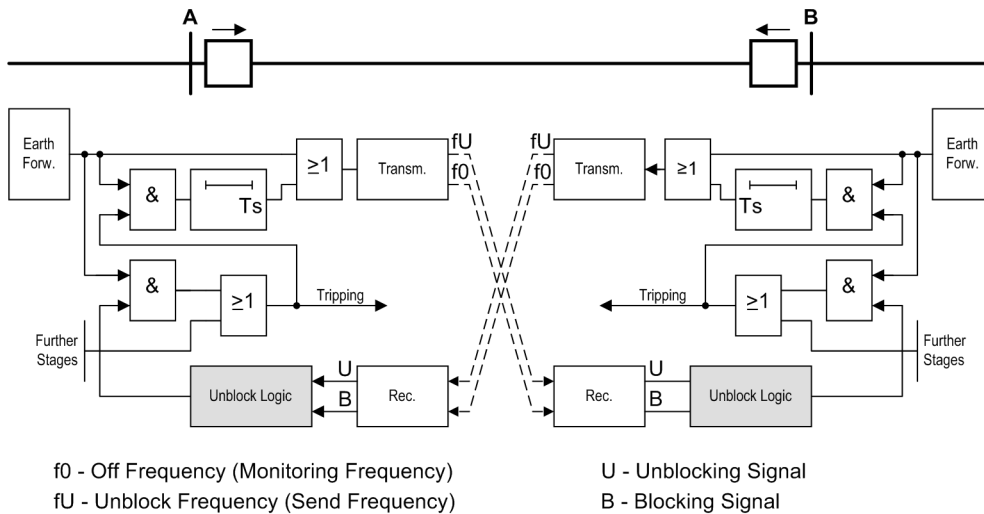 A
B
Earth
Forw.
&
Ts
≥1
Transm.
fU
f0
fU
f0
Transm.
≥1
Ts
&
Earth
Forw.
&
≥1
Tripping
Tripping
≥1
&
Further
Stages
Further
Stages
Unblock Logic
U
B
Rec.
Rec.
U
B
Unblock Logic
f0 - Off Frequency (Monitoring Frequency)
fU - Unblock Frequency (Send Frequency)
U - Unblocking Signal
B - Blocking Signal